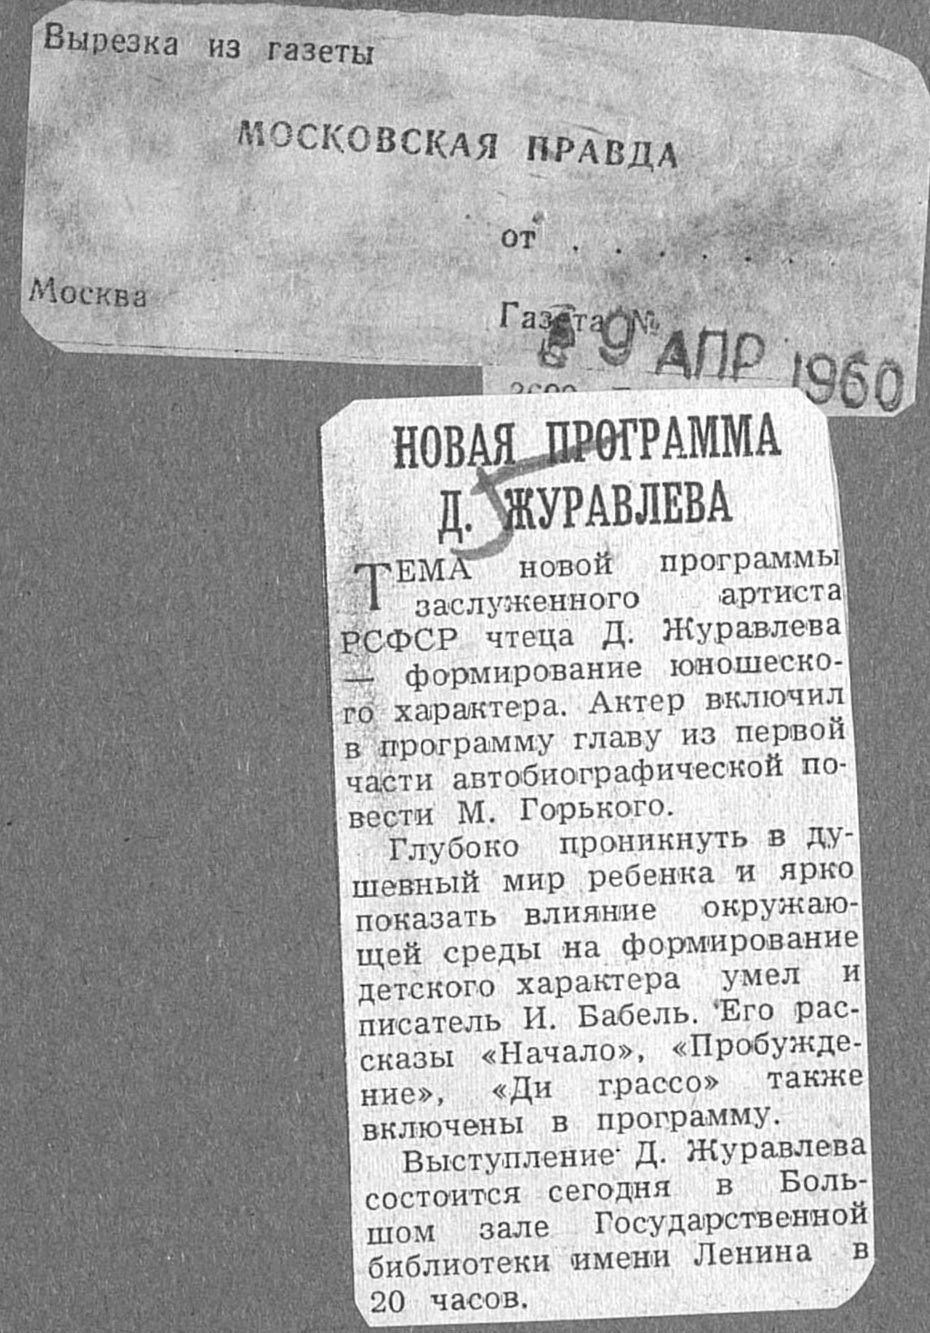 Вырезка из газеты
МОСКОВСКАЯ ПРАВДА
от . . . . . . .
Москва
Газета №
9 АПР 1960
НОВАЯ ПРОГРАММА
Д. ЖУРАВЛЕВА
ТЕМА новой программы
заслуженного артиста
РСФСР чтеца Д. Журавлева
— формирование юношеско-
го характера. Актер включил
в программу главу из первой
части автобиографической по-
вести М. Горького.
Глубоко проникнуть в ду-
шевный мир ребенка и ярко
показать влияние окружаю-
щей среды на формирование
детского характера умел и
писатель И. Бабель. Его рас-
сказы «Начало», «Пробужде-
ние», «Ди грассо» также
включены в программу.
Выступление Д. Журавлева
состоится сегодня в Боль-
шом зале Государственной
библиотеки имени Ленина в
20 часов.